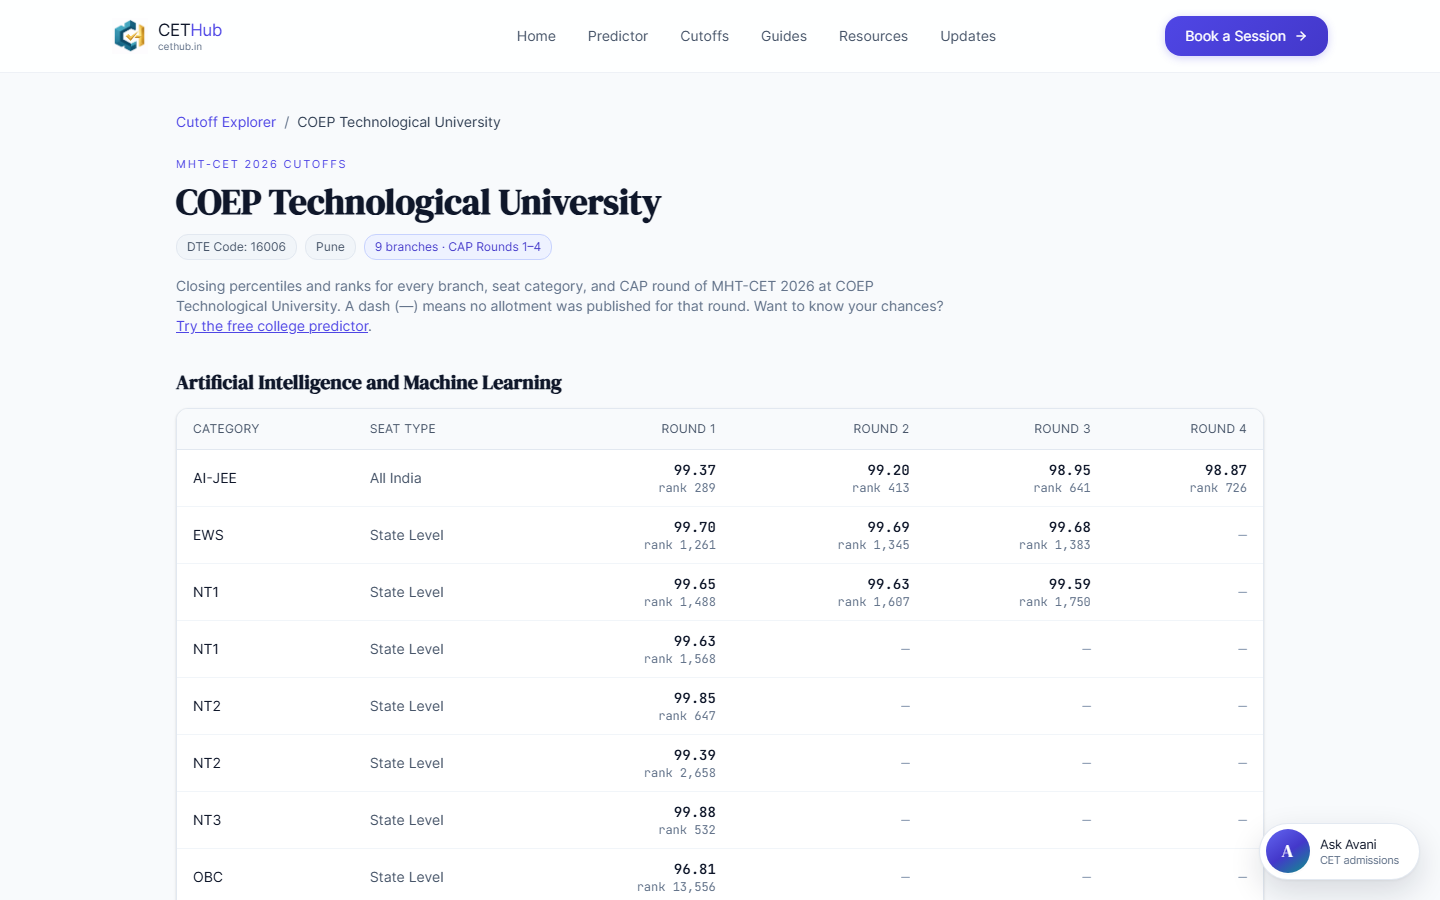 CETHub
cethub.in
Home Predictor Cutoffs Guides Resources Updates
Book a Session →
Cutoff Explorer / COEP Technological University
MHT-CET 2026 CUTOFFS
COEP Technological University
DTE Code: 16006 Pune 9 branches · CAP Rounds 1–4
Closing percentiles and ranks for every branch, seat category, and CAP round of MHT-CET 2026 at COEP
Technological University. A dash (—) means no allotment was published for that round. Want to know your chances?
Try the free college predictor.
Artificial Intelligence and Machine Learning
CATEGORY SEAT TYPE ROUND 1 ROUND 2 ROUND 3 ROUND 4
AI-JEE All India 99.37 99.20 98.95 98.87
rank 289 rank 413 rank 641 rank 726
EWS State Level 99.70 99.69 99.68 —
rank 1,261 rank 1,345 rank 1,383
NT1 State Level 99.65 99.63 99.59 —
rank 1,488 rank 1,607 rank 1,750
NT1 State Level 99.63 — — —
rank 1,568
NT2 State Level 99.85 — — —
rank 647
NT2 State Level 99.39 — — —
rank 2,658
NT3 State Level 99.88 — — —
rank 532
OBC State Level 96.81 — — —
rank 13,556
A
Ask Avani
CET admissions